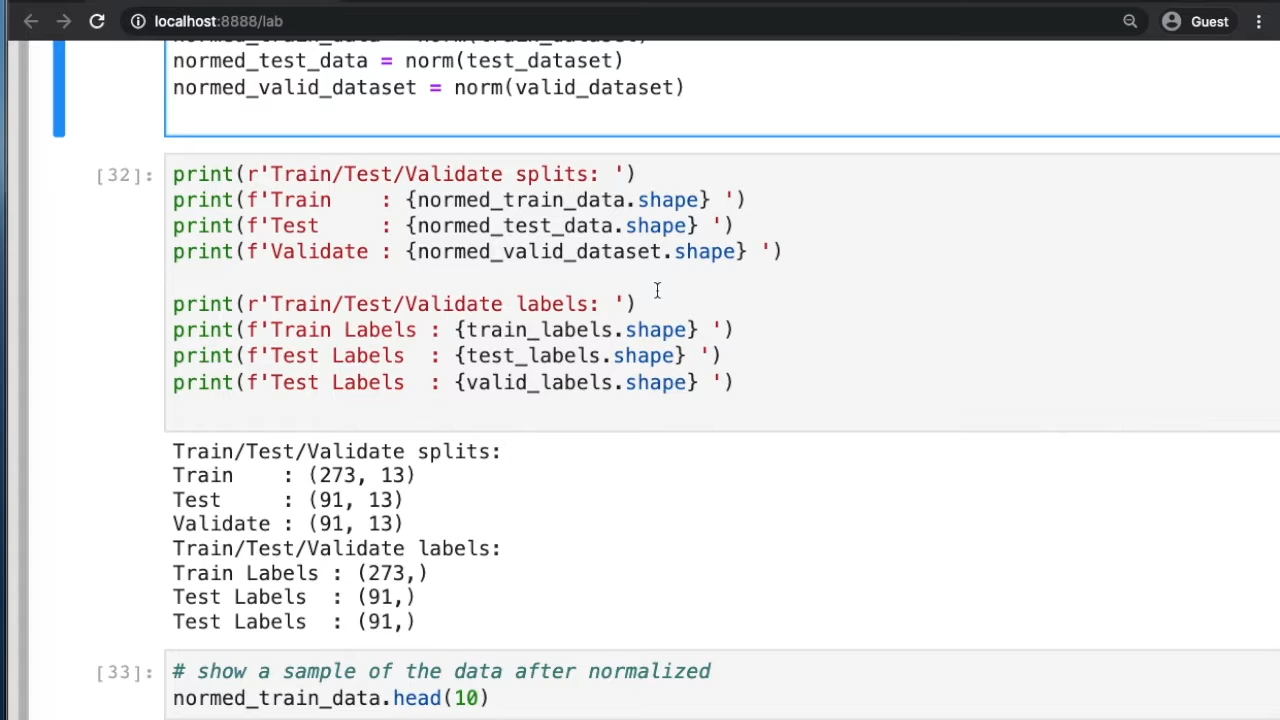 localhost:8888/lab
Guest
normed_train_data = norm(train_dataset)
normed_test_data = norm(test_dataset)
normed_valid_dataset = norm(valid_dataset)
[32]:
print(r'Train/Test/Validate splits: ')
print(f'Train    : {normed_train_data.shape} ')
print(f'Test     : {normed_test_data.shape} ')
print(f'Validate : {normed_valid_dataset.shape} ')
print(r'Train/Test/Validate labels: ')
print(f'Train Labels : {train_labels.shape} ')
print(f'Test Labels  : {test_labels.shape} ')
print(f'Test Labels  : {valid_labels.shape} ')
Train/Test/Validate splits:
Train    : (273, 13)
Test     : (91, 13)
Validate : (91, 13)
Train/Test/Validate labels:
Train Labels : (273,)
Test Labels  : (91,)
Test Labels  : (91,)
[33]:
# show a sample of the data after normalized
normed_train_data.head(10)